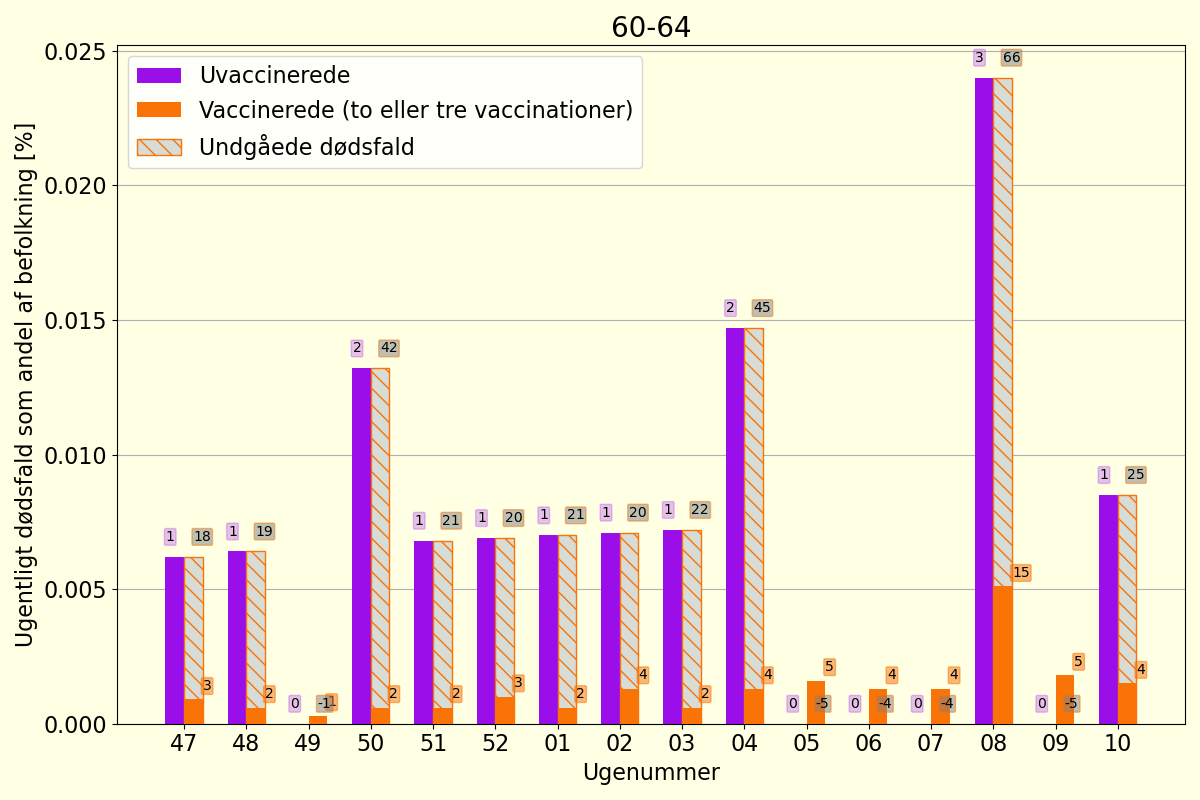 60-64
Ugentligt dødsfald som andel af befolkning [%]
0.025
0.020
0.015
0.010
0.005
0.000
Uvaccinerede
Vaccinerede (to eller tre vaccinationer)
Undgåede dødsfald
3 66
2 45
2 42
1 18
1 19
1 21
1 20
1 21
1 20
1 22
1 25
15
3
2
0 -1 1
2
2
3
2
4
2
4
0 5 -5
0 4 -4
0 4 -4
0 5 -5
4
47 48 49 50 51 52 01 02 03 04 05 06 07 08 09 10
Ugenummer